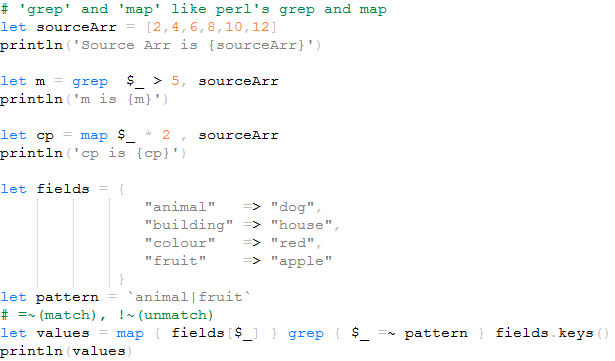 # 'grep' and 'map' like perl's grep and map
let sourceArr = [2,4,6,8,10,12]
println('Source Arr is {sourceArr}')
let m = grep  $_ > 5, sourceArr
println('m is {m}')
let cp = map $_ * 2 , sourceArr
println('cp is {cp}')
let fields = {
"animal"   => "dog",
"building" => "house",
"colour"   => "red",
"fruit"    => "apple"
}
let pattern = `animal|fruit`
# =~(match), !~(unmatch)
let values = map { fields[$_] } grep { $_ =~ pattern } fields.keys()
println(values)